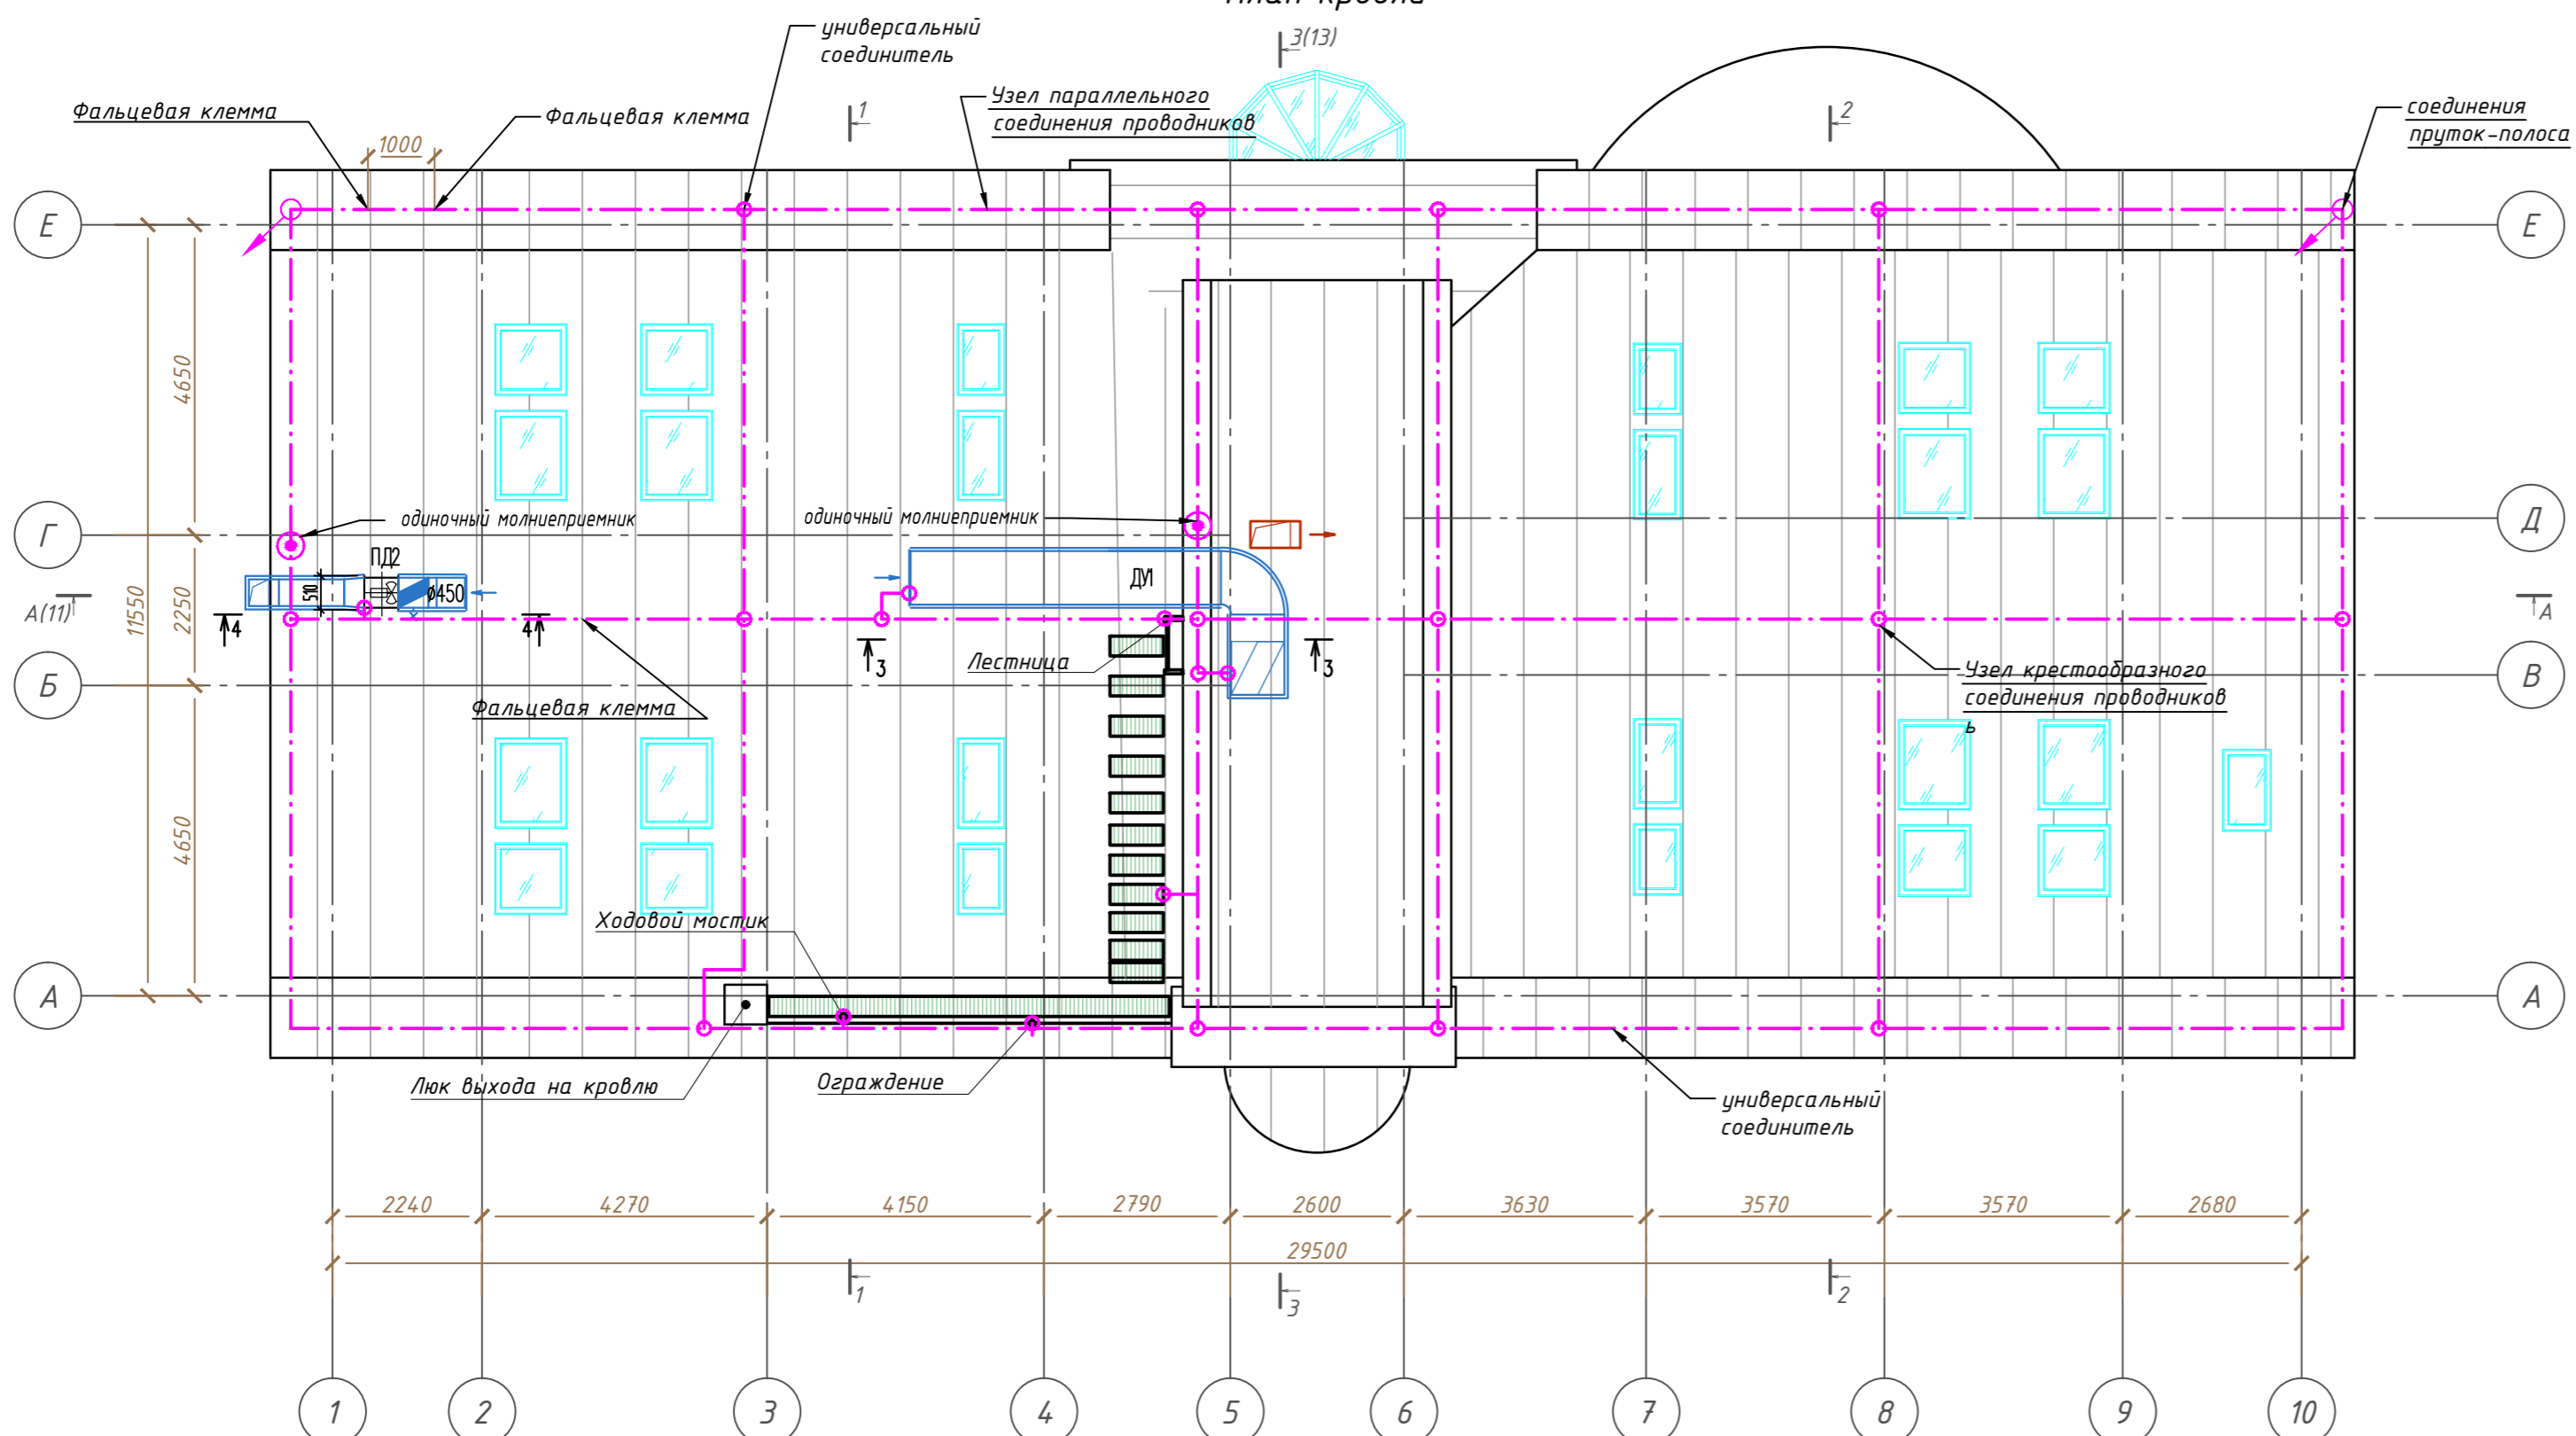 План кровли
универсальный
соединитель
3(13)
Фальцевая клемма
Фальцевая клемма
1000
1
Узел параллельного
соединения проводников
2
соединения
пруток-полоса
Е
Е
4650
Г
одиночный молниеприемник
одиночный молниеприемник
Д
ПД2
510
ø450
ДУ1
А(11)
11550
2250
4
4
3
3
А
Лестница
Узел крестообразного
соединения проводников
ь
Б
В
Фальцевая клемма
4650
Ходовой мостик
А
А
Люк выхода на кровлю
Ограждение
универсальный
соединитель
2240
4270
4150
2790
2600
3630
3570
3570
2680
29500
1
3
2
1
2
3
4
5
6
7
8
9
10